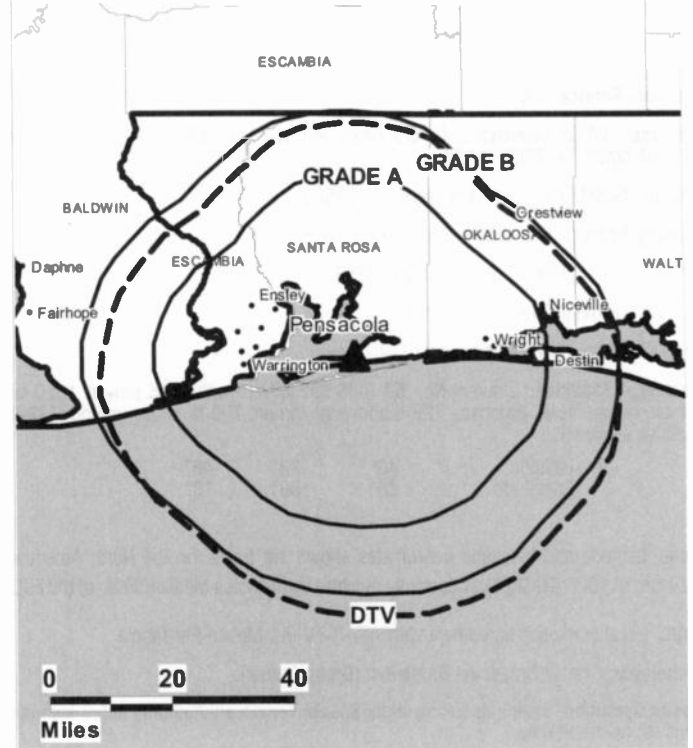 ESCAMBIA
GRADE B
GRADE A
BALDWIN
Crestview
OKALOOSA
SANTA ROSA
ESCAMBIA
WALT
Daphne
Ensley
Niceville
Fairhope
Pensacola
Wright
Warrington
Destin
DTV
0 20 40
Miles